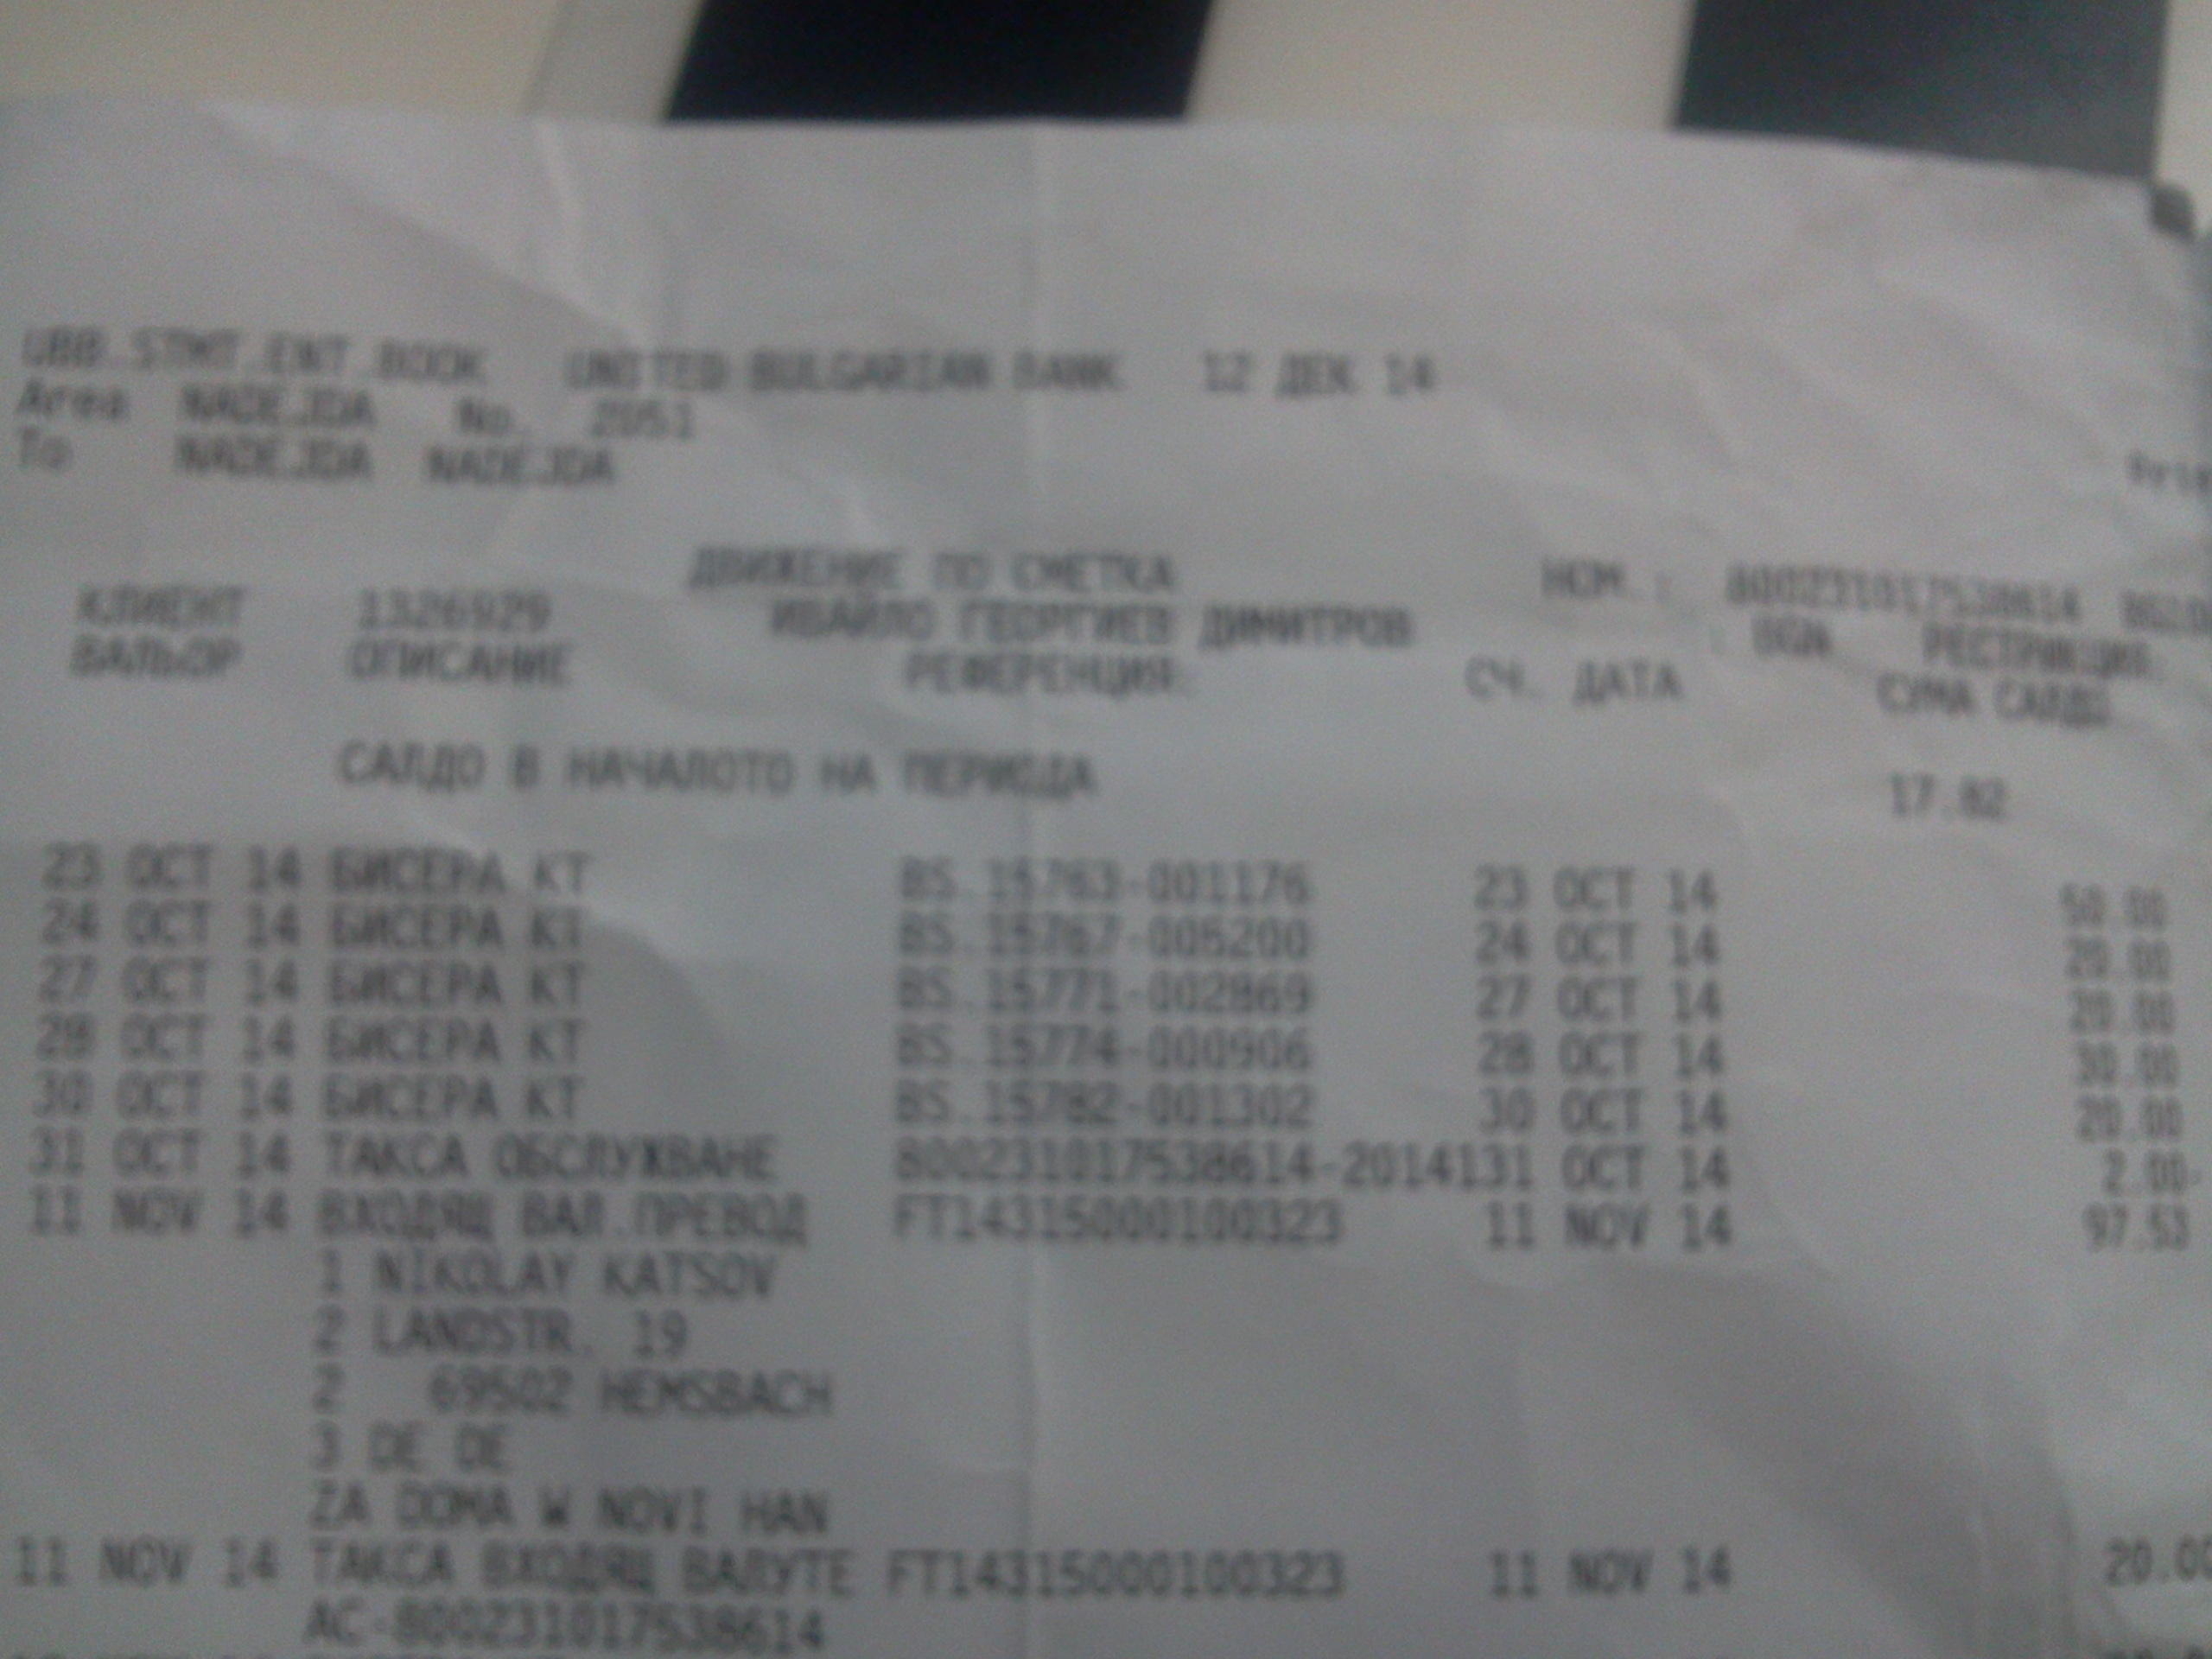 UBB.STMT.ENT.BOOK UNITED BULGARIAN BANK 12 ДЕК 14
Area NADEJDA No. 2051
To NADEJDA NADEJDA
ДВИЖЕНИЕ ПО СМЕТКА НОМ.: 800231017538614
КЛИЕНТ 1326929 ИВАЙЛО ГЕОРГИЕВ ДИМИТРОВ : BGN РЕСТРИКЦИЯ:
ВАЛЬОР ОПИСАНИЕ РЕФЕРЕНЦИЯ: СЧ. ДАТА СУМА САЛДО
САЛДО В НАЧАЛОТО НА ПЕРИОДА 17.82
23 OCT 14 БИСЕРА КТ BS.15763-001176 23 OCT 14 50.00
24 OCT 14 БИСЕРА КТ BS.15767-005200 24 OCT 14 20.00
27 OCT 14 БИСЕРА КТ BS.15771-002869 27 OCT 14 20.00
28 OCT 14 БИСЕРА КТ BS.15774-000906 28 OCT 14 30.00
30 OCT 14 БИСЕРА КТ BS.15782-001302 30 OCT 14 20.00
31 OCT 14 ТАКСА ОБСЛУЖВАНЕ 800231017538614-2014131 OCT 14 2.00-
11 NOV 14 ВХОДЯЩ ВАЛ.ПРЕВОД FT14315000100323 11 NOV 14 97.53
1 NIKOLAY KATSOV
2 LANDSTR. 19
2 69502 HEMSBACH
3 DE DE
ZA DOMA W NOVI HAN
11 NOV 14 ТАКСА ВХОДЯЩ ВАЛУТЕ FT14315000100323 11 NOV 14 20.00
AC-800231017538614